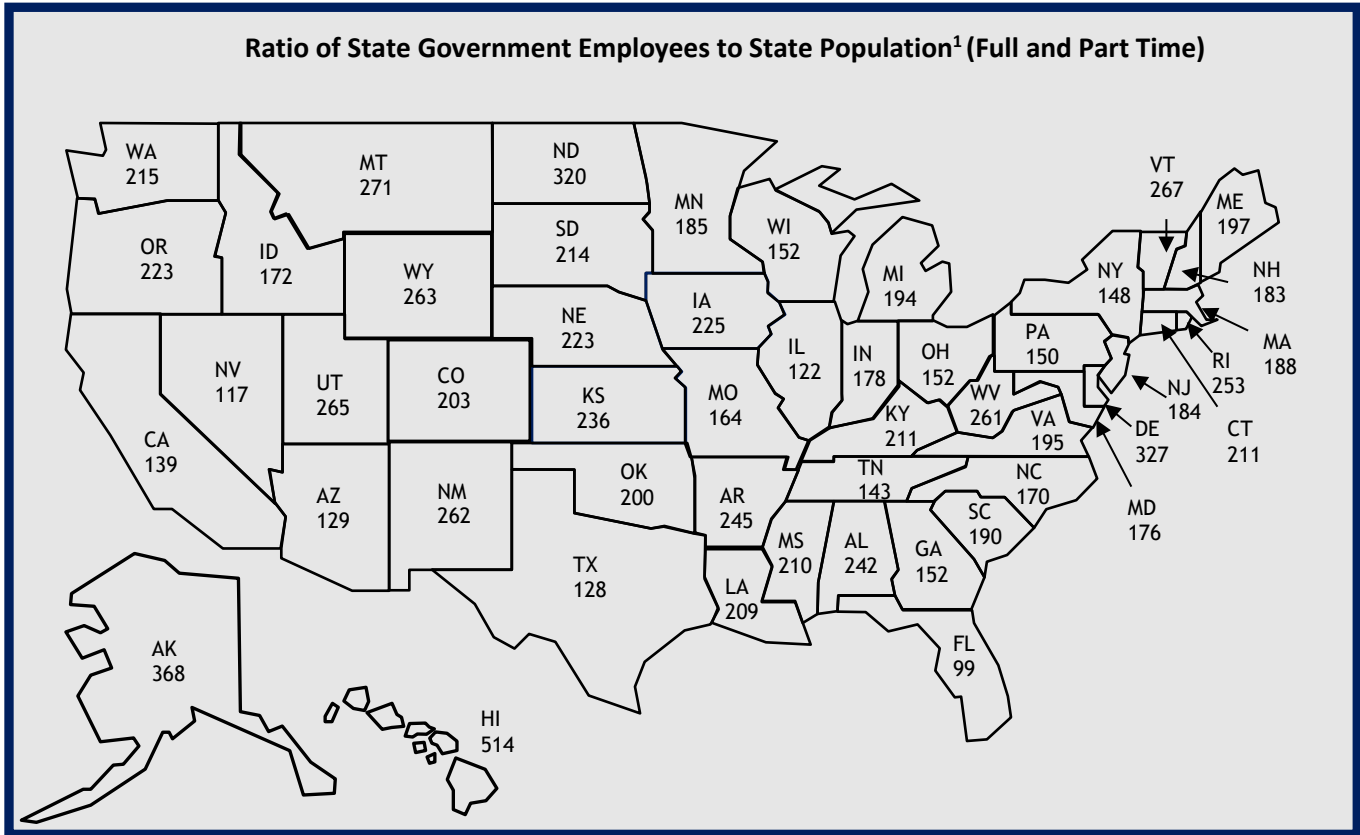 Ratio of State Government Employees to State Population¹ (Full and Part Time)
WA
215
MT
271
ND
320
MN
185
VT
267
ME
197
OR
223
ID
172
WY
263
SD
214
WI
152
MI
194
NY
148
NH
183
MA
188
NV
117
UT
265
CO
203
NE
223
IA
225
IL
122
IN
178
OH
152
PA
150
RI
253
NJ
184
CT
211
CA
139
KS
236
MO
164
KY
211
WV
261
VA
195
DE
327
MD
176
AZ
129
NM
262
OK
200
AR
245
TN
143
NC
170
SC
190
TX
128
LA
209
MS
210
AL
242
GA
152
FL
99
AK
368
HI
514